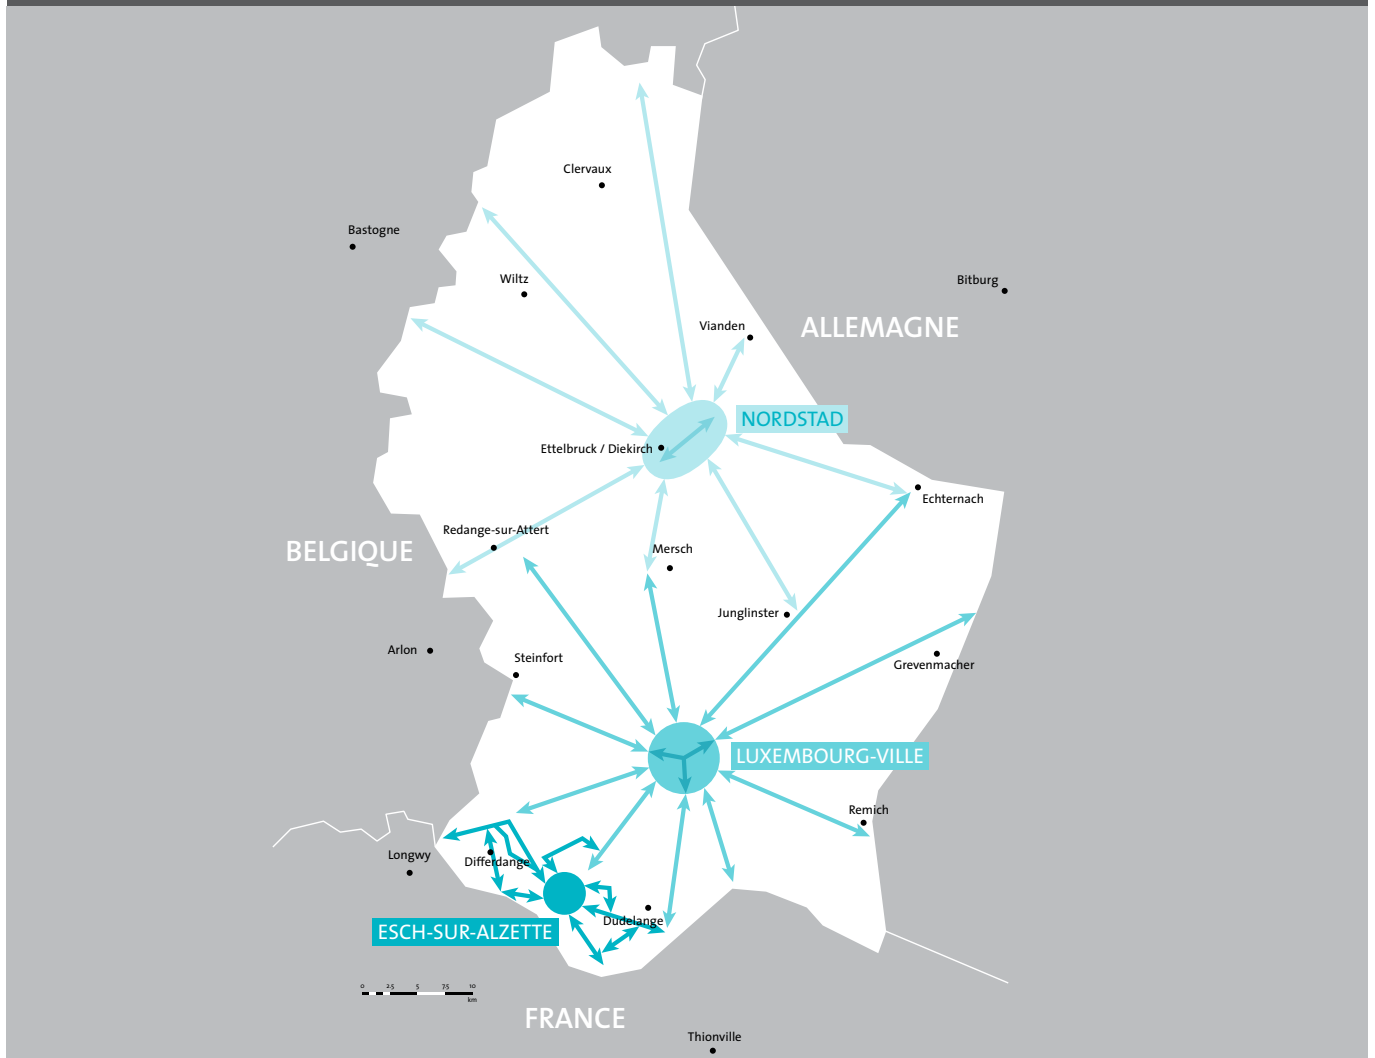 Clervaux
Bastogne
Wiltz
Bitburg
Vianden
ALLEMAGNE
NORDSTAD
Ettelbruck / Diekirch
Echternach
Redange-sur-Attert
BELGIQUE
Mersch
Junglinster
Arlon
Steinfort
Grevenmacher
LUXEMBOURG-VILLE
Remich
Longwy
Differdange
Dudelange
ESCH-SUR-ALZETTE
0 2.5 5 7.5 10
km
FRANCE
Thionville